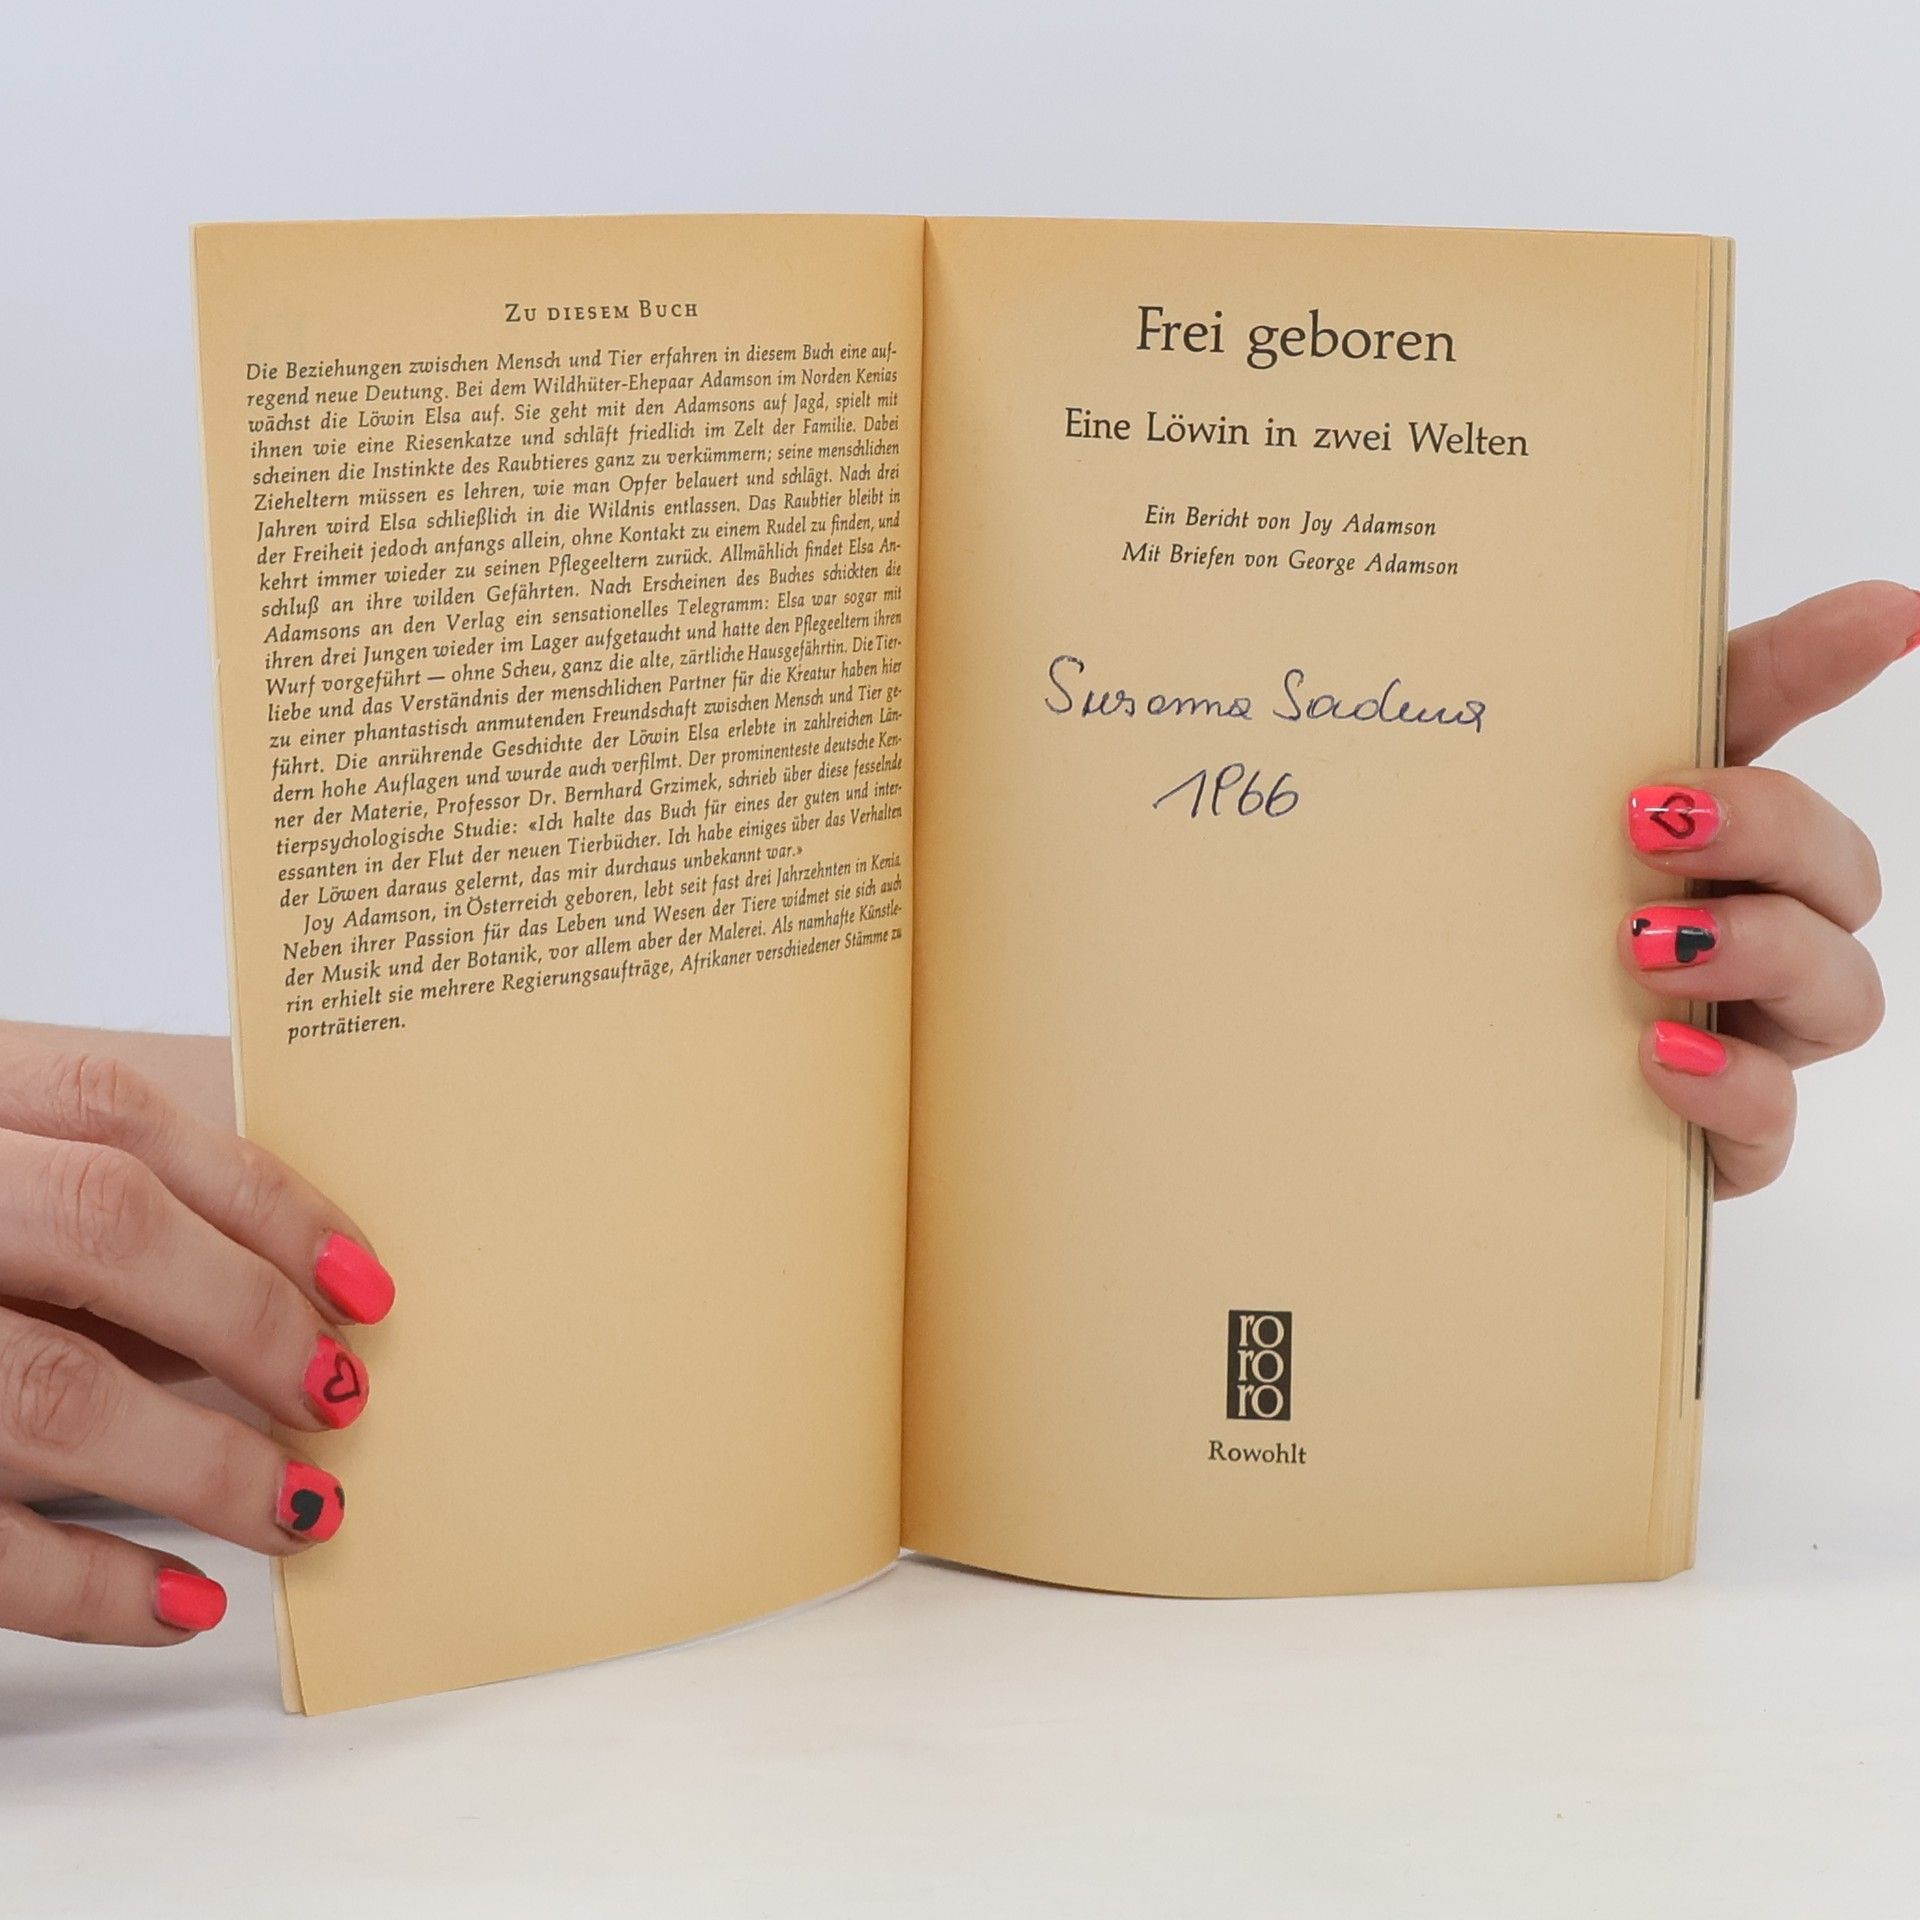 ZU DIESEM BUCH
Die Beziehungen zwischen Mensch und Tier erfahren in diesem Buch eine auf-
regend neue Deutung. Bei dem Wildhüter-Ehepaar Adamson im Norden Kenias
wächst die Löwin Elsa auf. Sie geht mit den Adamsons auf Jagd, spielt mit
ihnen wie eine Riesenkatze und schläft friedlich im Zelt der Familie. Dabei
scheinen die Instinkte des Raubtieres ganz zu verkümmern; seine menschlichen
Zieheltern müssen es lehren, wie man Opfer belauert und schlägt. Nach drei
Jahren wird Elsa schließlich in die Wildnis entlassen. Das Raubtier bleibt in
der Freiheit jedoch anfangs allein, ohne Kontakt zu einem Rudel zu finden, und
kehrt immer wieder zu seinen Pflegeeltern zurück. Allmählich findet Elsa An-
schluß an ihre wilden Gefährten. Nach Erscheinen des Buches schickten die
Adamsons an den Verlag ein sensationelles Telegramm: Elsa war sogar mit
ihren drei Jungen wieder im Lager aufgetaucht und hatte den Pflegeeltern ihren
Wurf vorgeführt — ohne Scheu, ganz die alte, zärtliche Hausgefährtin. Die Tier-
liebe und das Verständnis der menschlichen Partner für die Kreatur haben hier
zu einer phantastisch anmutenden Freundschaft zwischen Mensch und Tier ge-
führt. Die anrührende Geschichte der Löwin Elsa erlebte in zahlreichen Län-
dern hohe Auflagen und wurde auch verfilmt. Der prominenteste deutsche Ken-
ner der Materie, Professor Dr. Bernhard Grzimek, schrieb über diese fesselnde
tierpsychologische Studie: «Ich halte das Buch für eines der guten und inter-
essanten in der Flut der neuen Tierbücher. Ich habe einiges über das Verhalten
der Löwen daraus gelernt, das mir durchaus unbekannt war.»
Joy Adamson, in Österreich geboren, lebt seit fast drei Jahrzehnten in Kenia.
Neben ihrer Passion für das Leben und Wesen der Tiere widmet sie sich auch
der Musik und der Botanik, vor allem aber der Malerei. Als namhafte Künstle-
rin erhielt sie mehrere Regierungsaufträge, Afrikaner verschiedener Stämme zu
porträtieren.
Frei geboren
Eine Löwin in zwei Welten
Ein Bericht von Joy Adamson
Mit Briefen von George Adamson
Susanna
1966
ro
ro
ro
Rowohlt